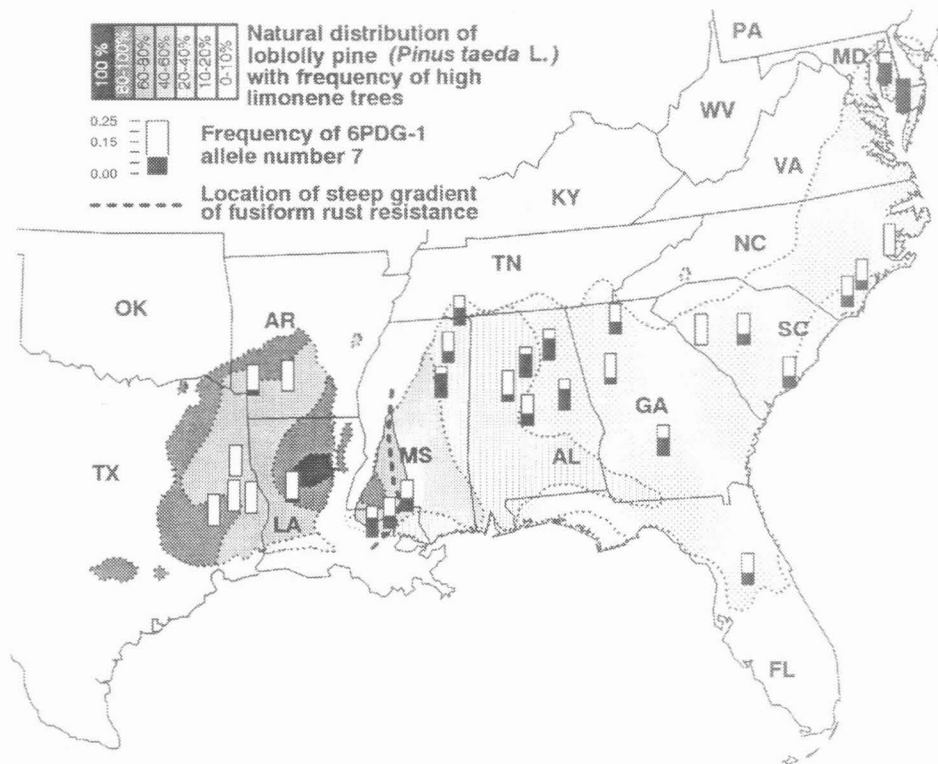 100 %
80-100%
60-80%
40-60%
20-40%
10-20%
0-10%
Natural distribution of
loblolly pine (Pinus taeda L.)
with frequency of high
limonene trees
0.25
0.15
0.00
Frequency of 6PDG-1
allele number 7
Location of steep gradient
of fusiform rust resistance
PA
MD
WV
VA
KY
NC
TN
OK
AR
SC
GA
TX
MS
AL
LA
FL